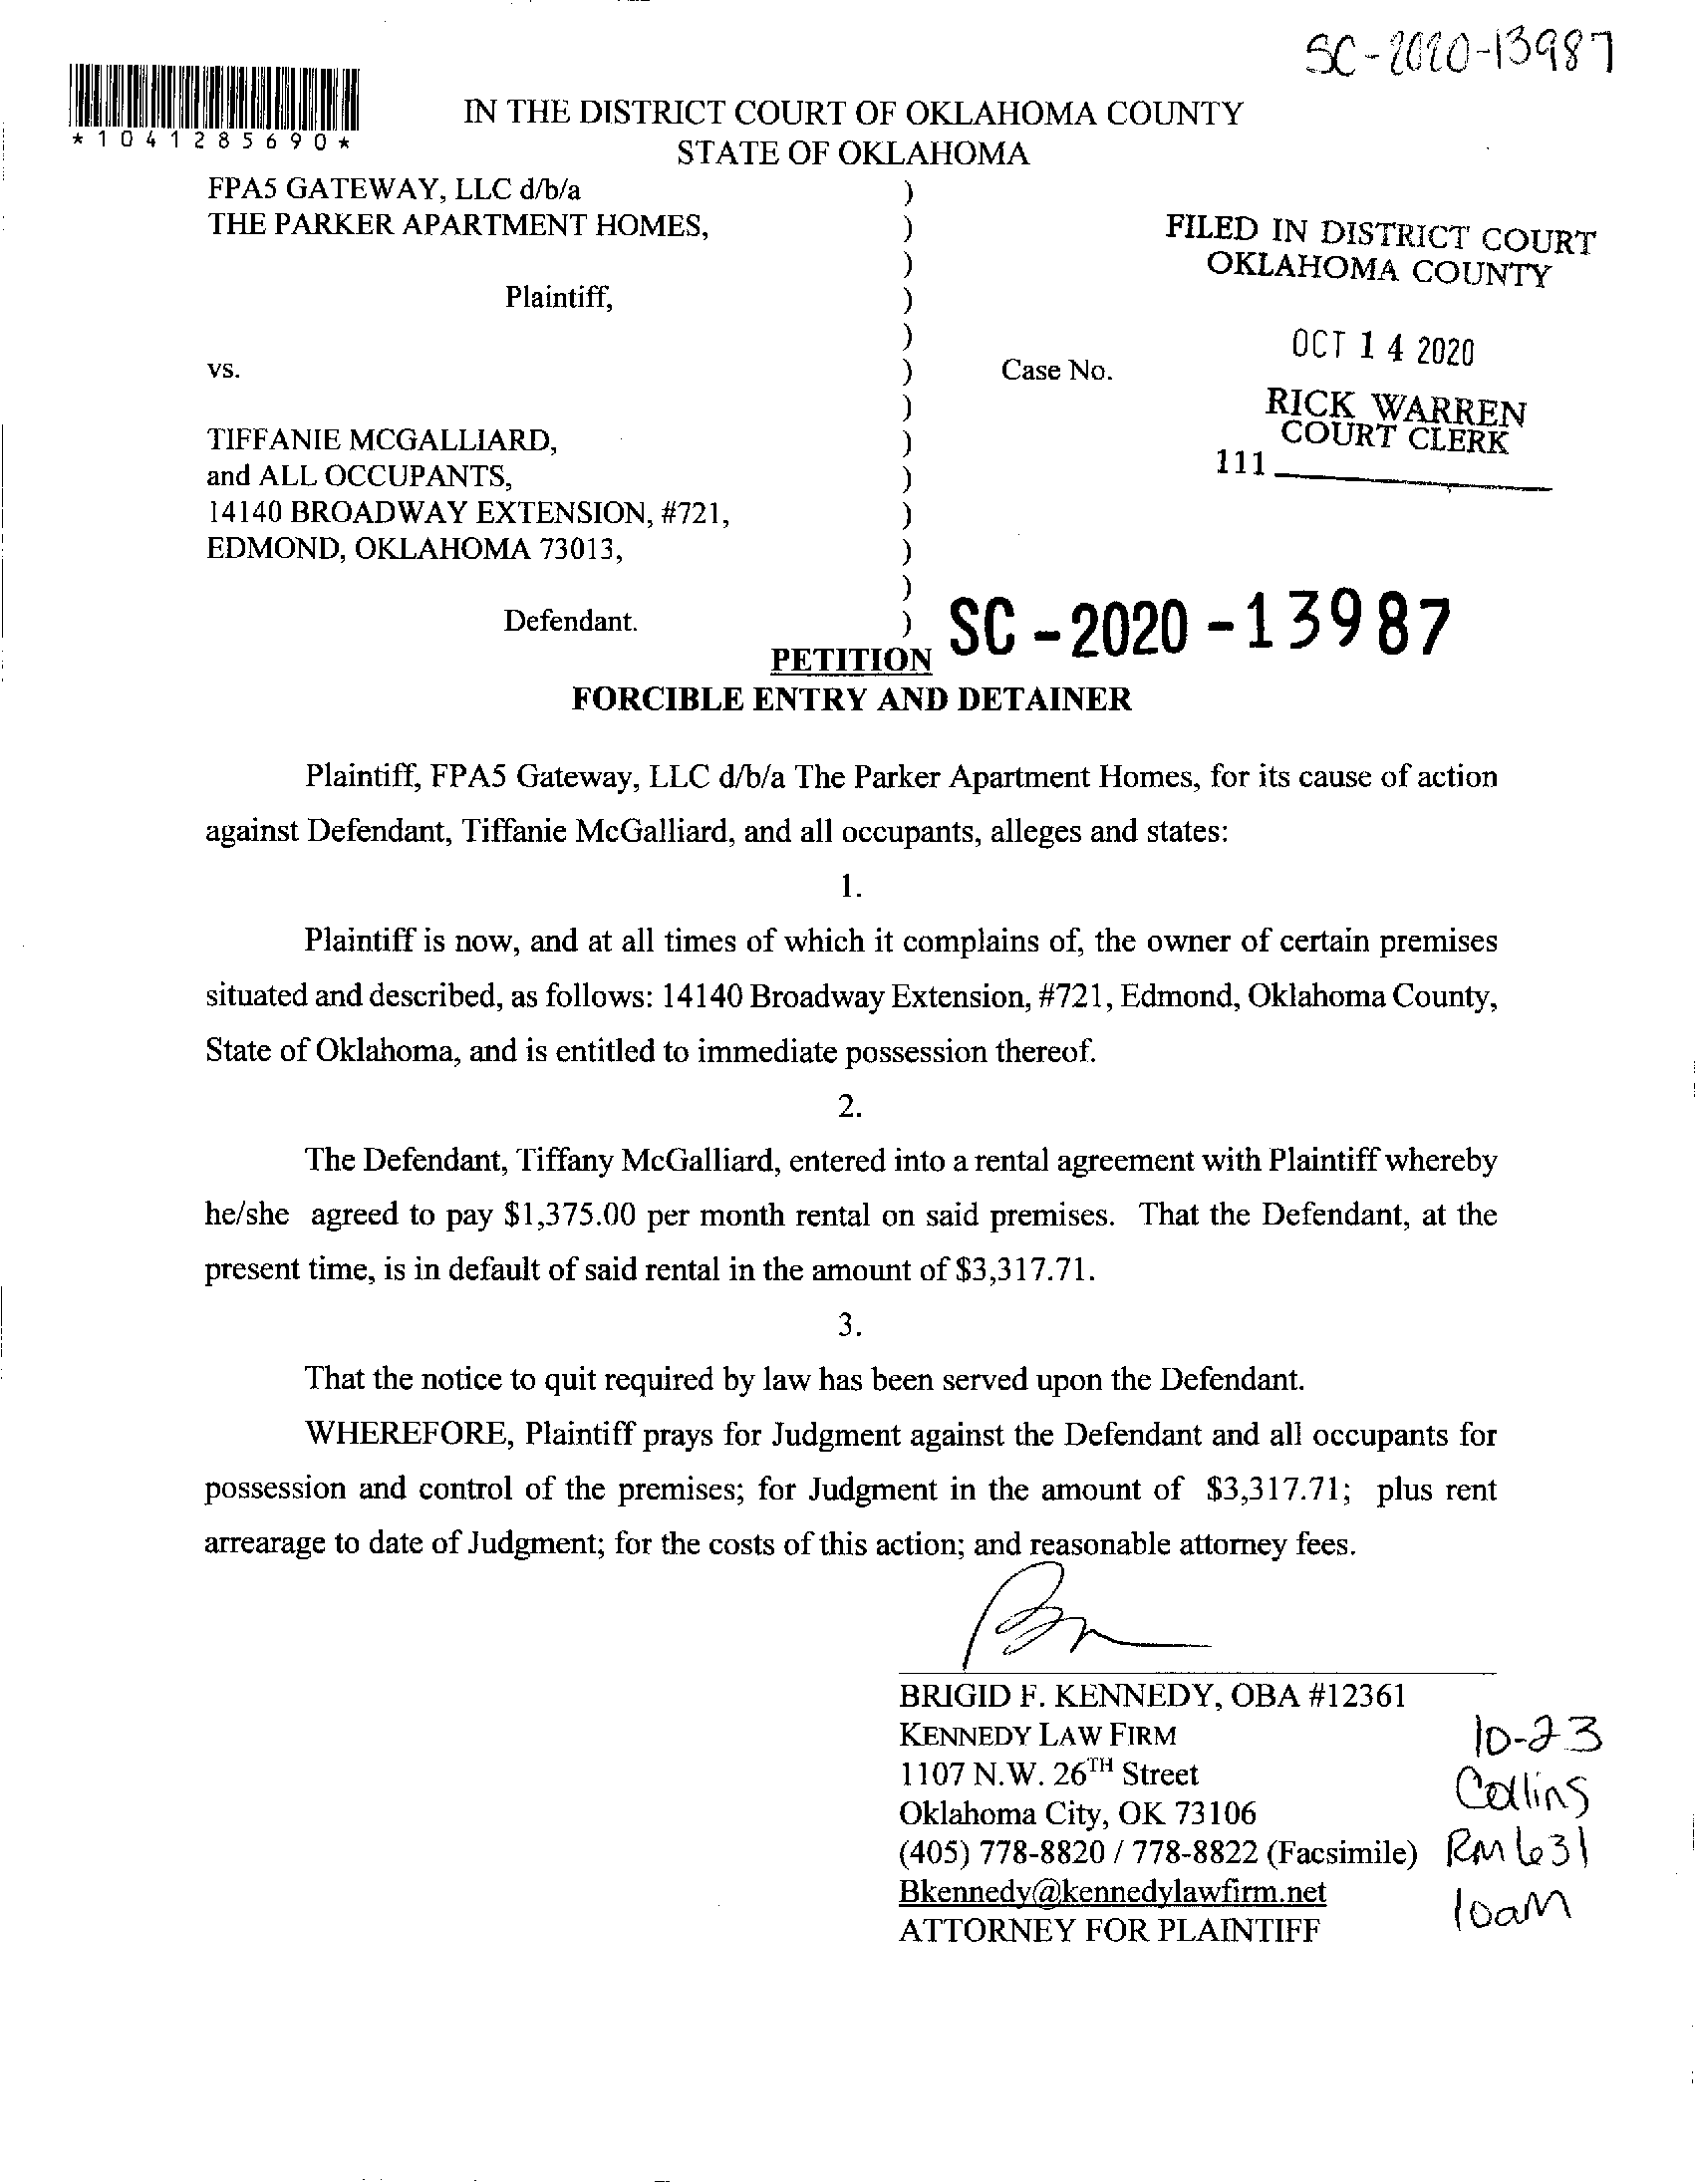 SC-2020-13987
*1041285690*
IN THE DISTRICT COURT OF OKLAHOMA COUNTY
STATE OF OKLAHOMA
FPA5 GATEWAY, LLC d/b/a )
THE PARKER APARTMENT HOMES, )
)
Plaintiff, )
)
vs. )
)
TIFFANIE MCGALLIARD, )
and ALL OCCUPANTS, )
14140 BROADWAY EXTENSION, #721, )
EDMOND, OKLAHOMA 73013, )
)
Defendant. )
FILED IN DISTRICT COURT
OKLAHOMA COUNTY
OCT 14 2020
Case No.
RICK WARREN
COURT CLERK
111
SC-2020-13987
PETITION
FORCIBLE ENTRY AND DETAINER
Plaintiff, FPA5 Gateway, LLC d/b/a The Parker Apartment Homes, for its cause of action
against Defendant, Tiffanie McGalliard, and all occupants, alleges and states:
1.
Plaintiff is now, and at all times of which it complains of, the owner of certain premises
situated and described, as follows: 14140 Broadway Extension, #721, Edmond, Oklahoma County,
State of Oklahoma, and is entitled to immediate possession thereof.
2.
The Defendant, Tiffany McGalliard, entered into a rental agreement with Plaintiff whereby
he/she agreed to pay $1,375.00 per month rental on said premises. That the Defendant, at the
present time, is in default of said rental in the amount of $3,317.71.
3.
That the notice to quit required by law has been served upon the Defendant.
WHEREFORE, Plaintiff prays for Judgment against the Defendant and all occupants for
possession and control of the premises; for Judgment in the amount of $3,317.71; plus rent
arrearage to date of Judgment; for the costs of this action; and reasonable attorney fees.
BRIGID F. KENNEDY, OBA #12361
KENNEDY LAW FIRM
1107 N.W. 26TH Street
Oklahoma City, OK 73106
(405) 778-8820 / 778-8822 (Facsimile)
Bkennedy@kennedylawfirm.net
ATTORNEY FOR PLAINTIFF
10-23
Collins
RM 631
10am